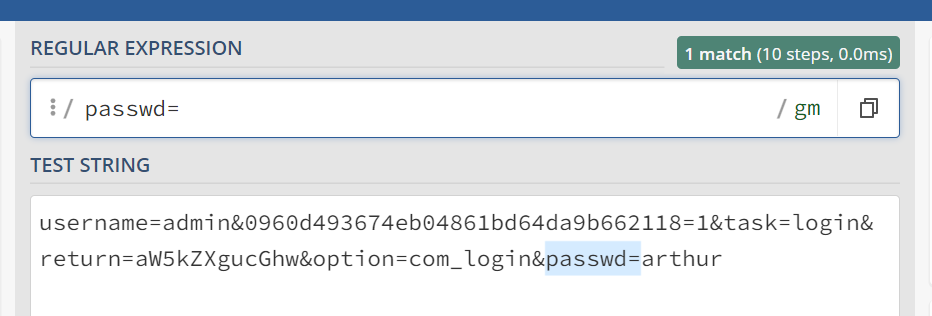 REGULAR EXPRESSION
1 match (10 steps, 0.0ms)
/ passwd= / gm
TEST STRING
username=admin&0960d493674eb04861bd64da9b662118=1&task=login&
return=aW5kZXgucGhw&option=com_login&passwd=arthur